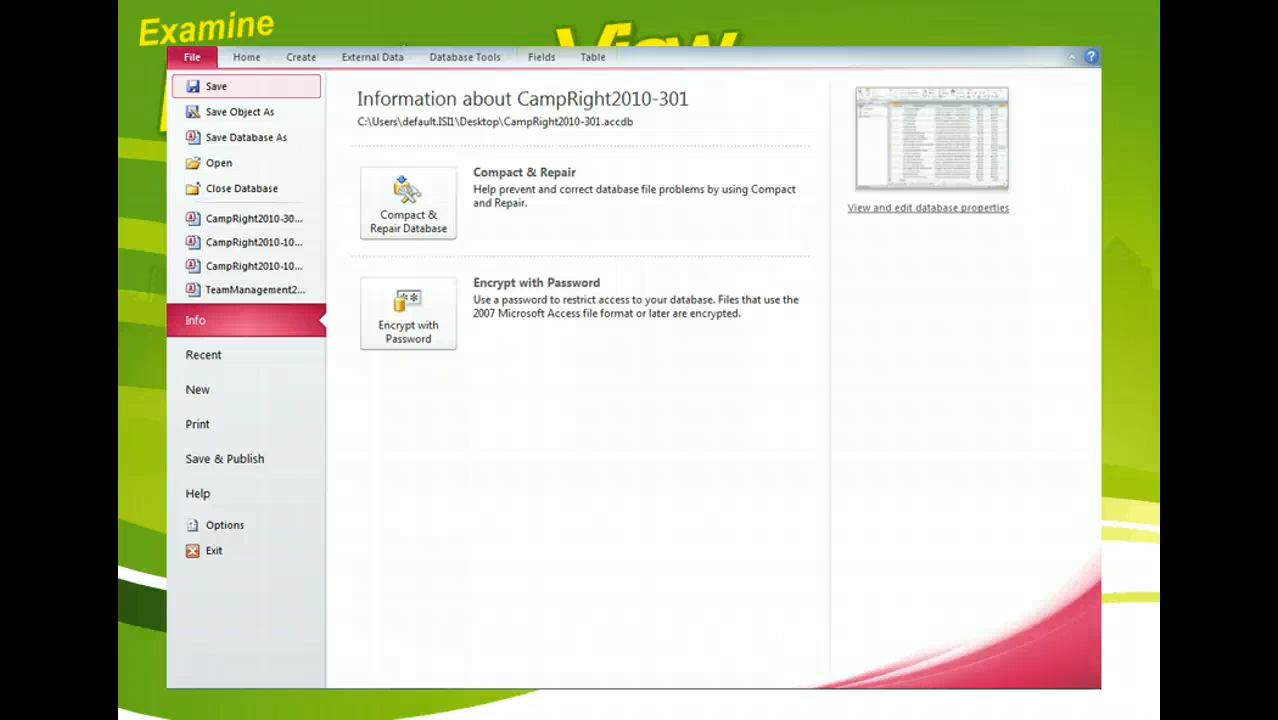 Examine
View
File Home Create External Data Database Tools Fields Table
Save
Save Object As
Save Database As
Open
Close Database
CampRight2010-30...
CampRight2010-10...
CampRight2010-10...
TeamManagement2...
Info
Recent
New
Print
Save & Publish
Help
Options
Exit
Information about CampRight2010-301
C:\Users\default.ISI1\Desktop\CampRight2010-301.accdb
Compact &
Repair Database
Compact & Repair
Help prevent and correct database file problems by using Compact
and Repair.
Encrypt with
Password
Encrypt with Password
Use a password to restrict access to your database. Files that use the
2007 Microsoft Access file format or later are encrypted.
View and edit database properties